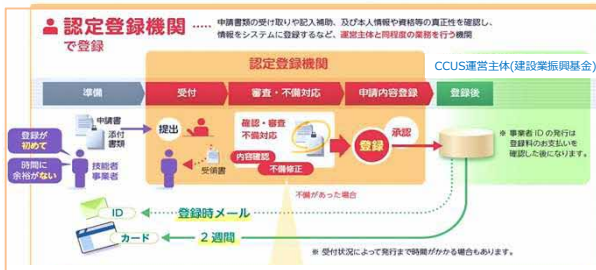 認定登録機関
で登録
申請書類の受け取りや記入補助、及び本人情報や資格等の真正性を確認し、
情報をシステムに登録するなど、運営主体と同程度の業務を行う機関
認定登録機関
CCUS運営主体(建設業振興基金)
準備
受付
審査・不備対応
申請内容登録
登録後
申請書
添付
書類
登録が
初めて
時間に
余裕がない
技能者
事業者
提出
受領書
確認・審査
不備対応
内容確認
不備修正
登録
承認
※ 事業者IDの発行は
登録料のお支払いを
確認した後になります。
不備があった場合
ID
登録時メール
カード
2週間
※ 受付状況によって発行まで時間がかかる場合もあります。